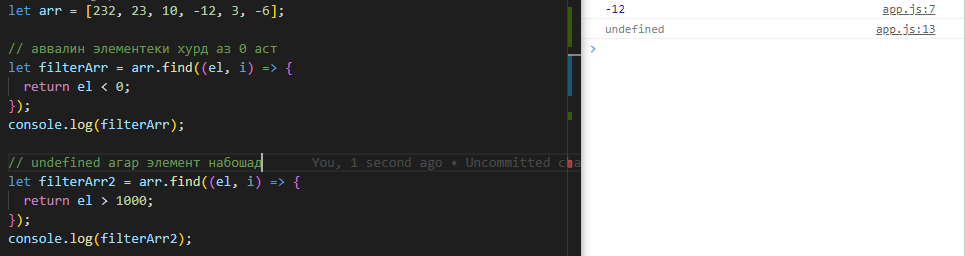 let arr = [232, 23, 10, -12, 3, -6];
// аввалин элементеки хурд аз 0 аст
let filterArr = arr.find((el, i) => {
return el < 0;
});
console.log(filterArr);
// undefined агар элемент набошад You, 1 second ago • Uncommitted cha
let filterArr2 = arr.find((el, i) => {
return el > 1000;
});
console.log(filterArr2);
-12 app.js:7
undefined app.js:13
>